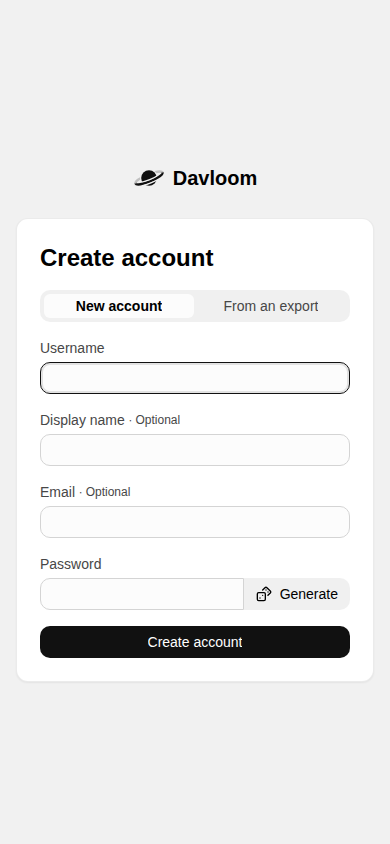 Davloom
Create account
New account From an export
Username
Display name · Optional
Email · Optional
Password
Generate
Create account